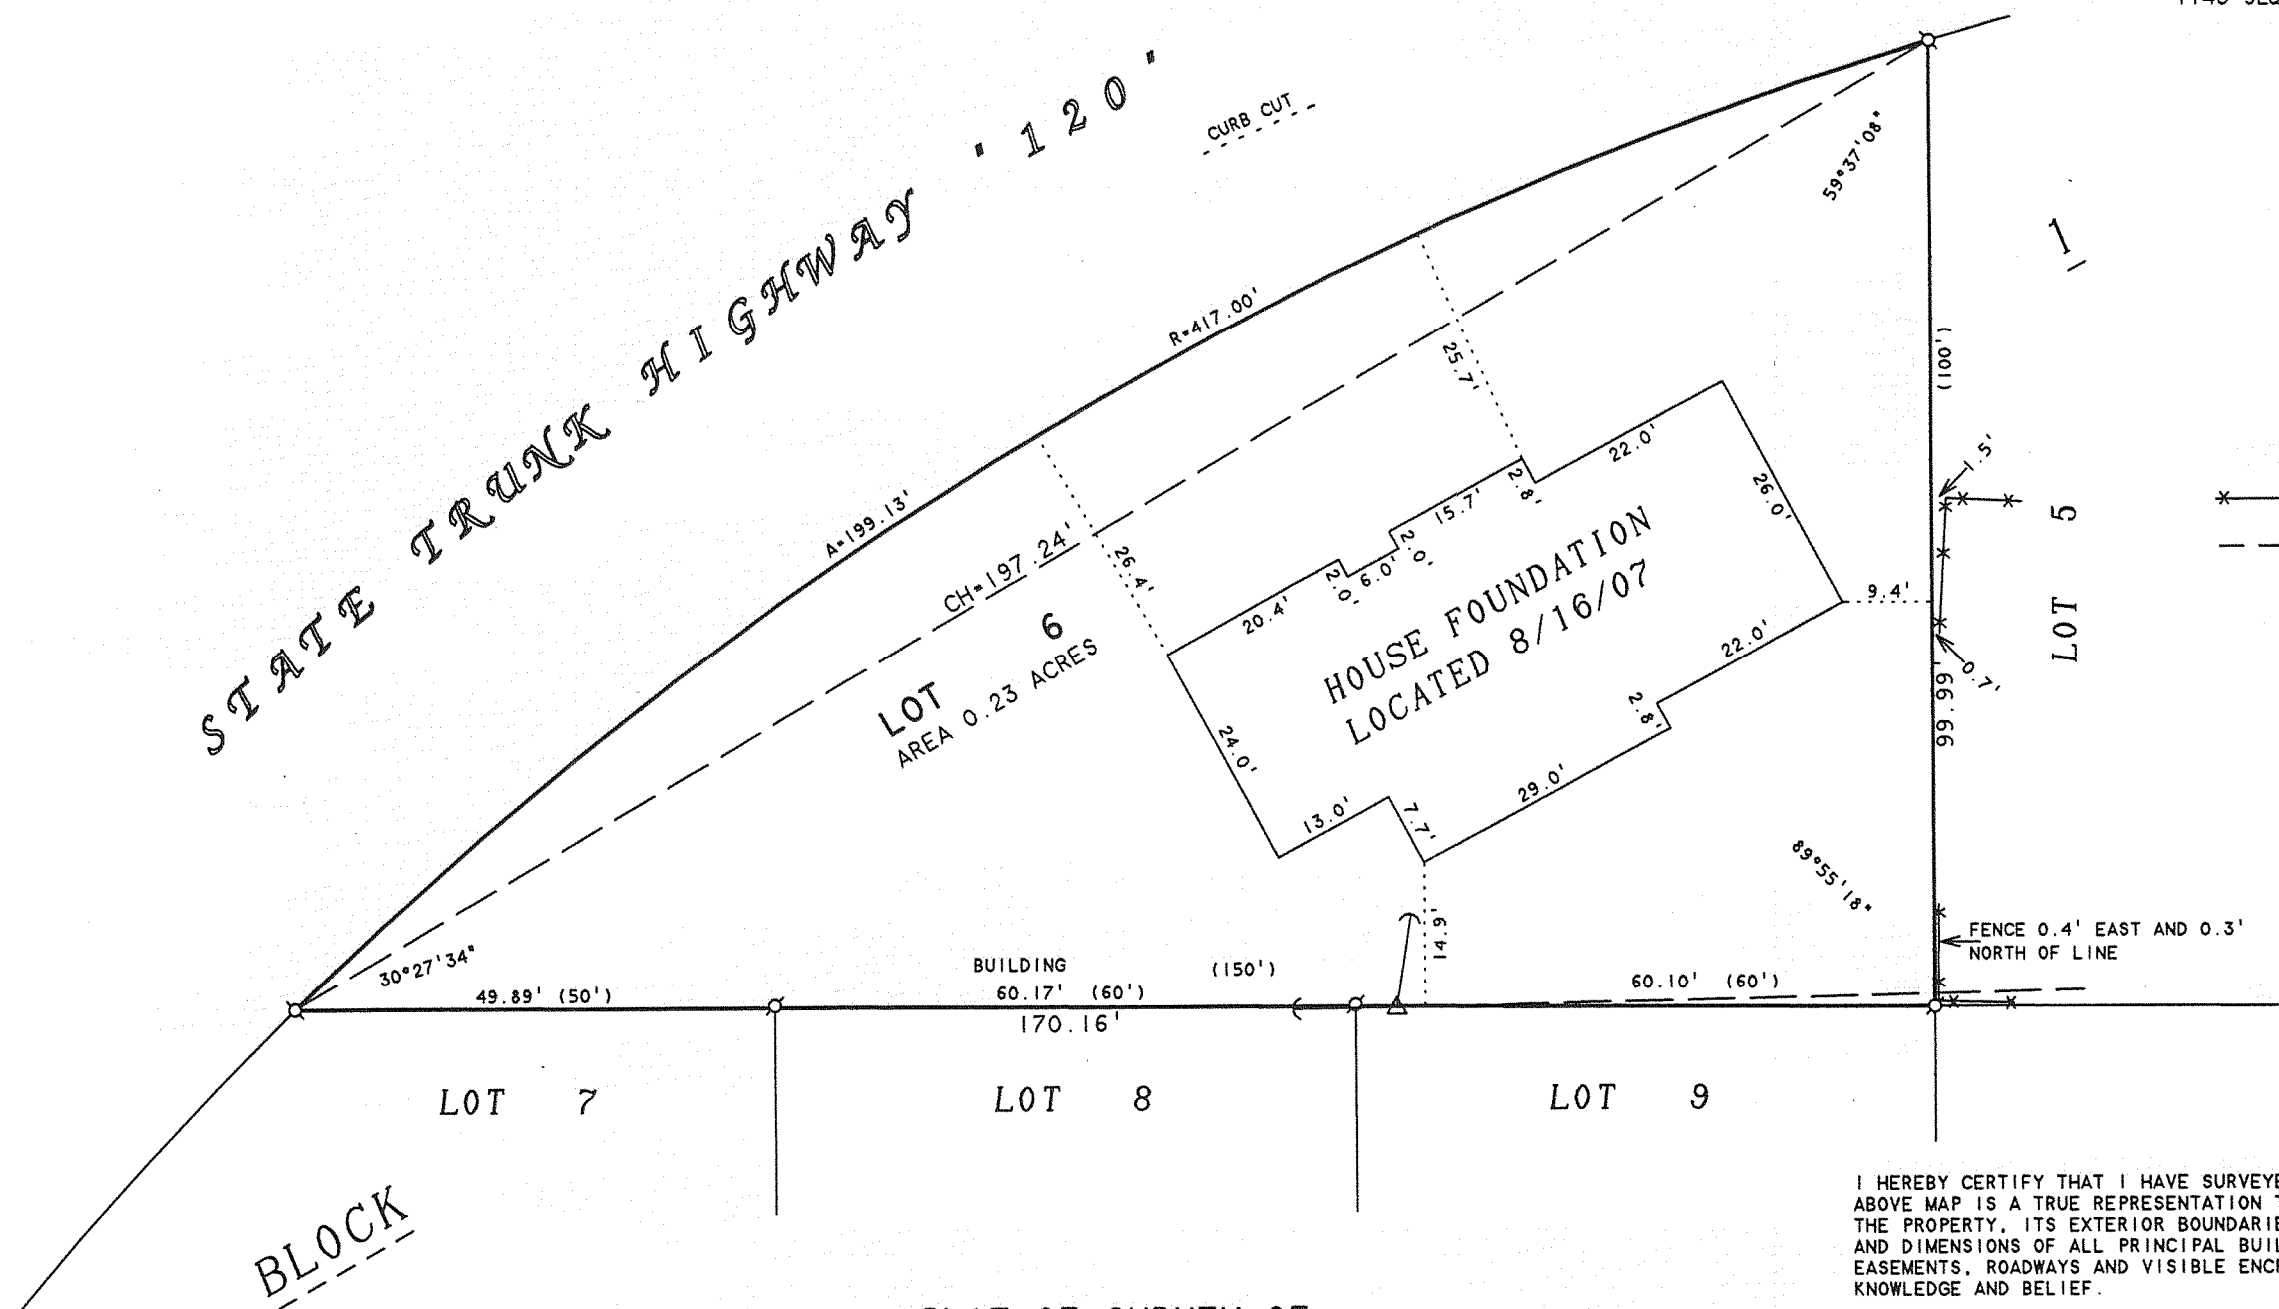 STATE TRUNK HIGHWAY "120"
CURB CUT
59°37'08"
1
R=417.00'
(100')
25.7'
22.0'
1.5'
A=199.13'
CH=197.24'
26.4'
15.7'
2.8'
26.0'
2.0'
6.0'
2.0'
20.4'
HOUSE FOUNDATION
LOCATED 8/16/07
9.4'
LOT 5
LOT 6
AREA 0.23 ACRES
22.0'
0.7'
99.99'
2.8'
24.0'
29.0'
13.0'
7.7'
89°55'18"
14.9'
FENCE 0.4' EAST AND 0.3'
NORTH OF LINE
30°27'34"
BUILDING (150')
49.89' (50')
60.17' (60')
60.10' (60')
170.16'
LOT 7
LOT 8
LOT 9
BLOCK
I HEREBY CERTIFY THAT I HAVE SURVEYE
ABOVE MAP IS A TRUE REPRESENTATION
THE PROPERTY, ITS EXTERIOR BOUNDARIE
AND DIMENSIONS OF ALL PRINCIPAL BUIL
EASEMENTS, ROADWAYS AND VISIBLE ENC
KNOWLEDGE AND BELIEF.